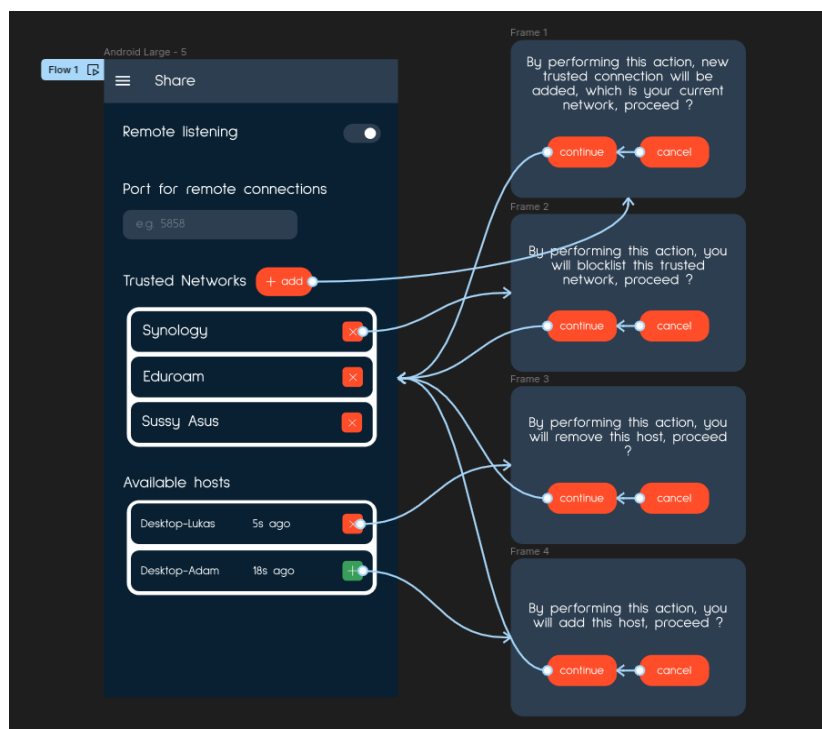 Android Large - 5
Flow 1
Share
Remote listening
Port for remote connections
e.g. 5858
Trusted Networks
+ add
Synology
Eduroam
Sussy Asus
Available hosts
Desktop-Lukas 5s ago
Desktop-Adam 18s ago
Frame 1
By performing this action, new
trusted connection will be
added, which is your current
network, proceed ?
continue cancel
Frame 2
By performing this action, you
will blocklist this trusted
network, proceed ?
continue cancel
Frame 3
By performing this action, you
will remove this host, proceed
?
continue cancel
Frame 4
By performing this action, you
will add this host, proceed ?
continue cancel